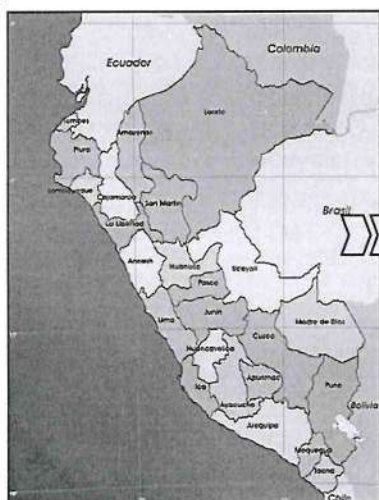 Colombia
Ecuador
Loreto
Tumbes
Amazonas
Piura
Lambayeque
Cajamarca
San Martín
Brasil
La Libertad
Ancash
Huánuco
Ucayali
Pasco
Lima
Junín
Madre de Dios
Cusco
Huancavelica
Ica
Apurímac
Puno
Ayacucho
Bolivia
Arequipa
Moquegua
Tacna
Chile